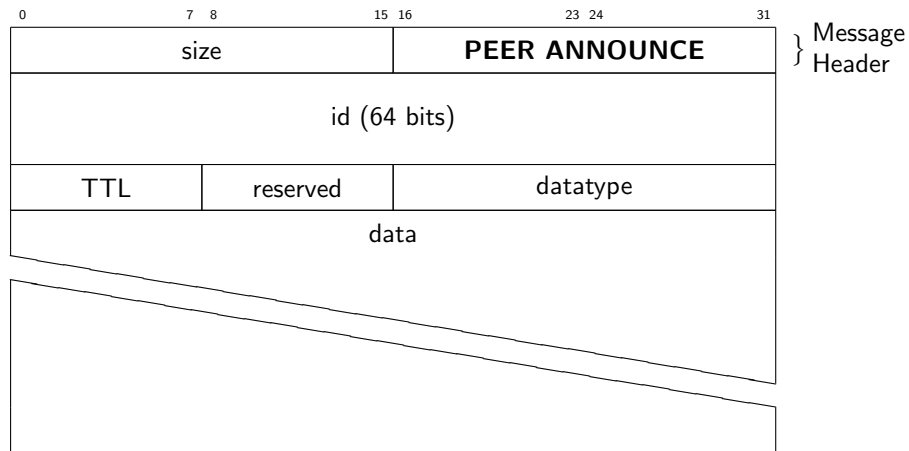 0 7 8 15 16 23 24 31
size PEER ANNOUNCE } Message
Header
id (64 bits)
TTL reserved datatype
data